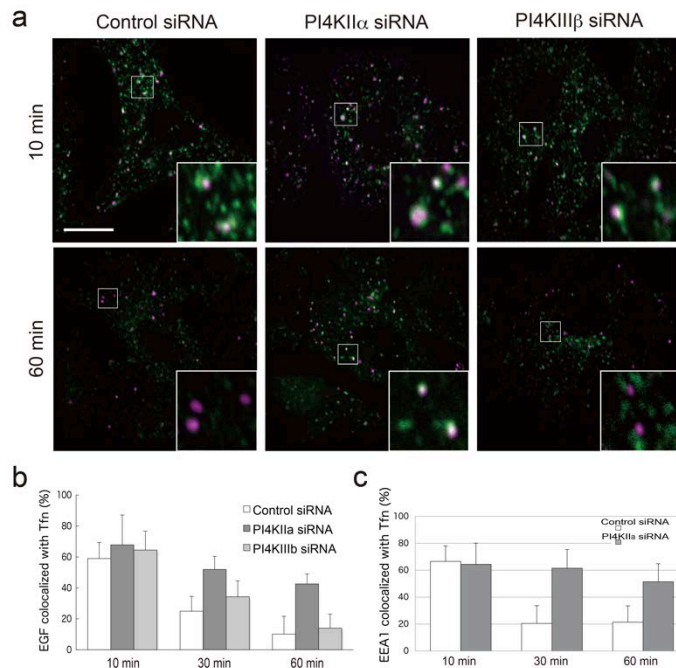 a
Control siRNA
PI4KIIα siRNA
PI4KIIIβ siRNA
10 min
60 min
b
EGF colocalized with Tfn (%)
100
80
60
40
20
0
Control siRNA
PI4KIIa siRNA
PI4KIIIb siRNA
10 min
30 min
60 min
c
EEA1 colocalized with Tfn (%)
100
80
60
40
20
0
Control siRNA
PI4KIIa siRNA
10 min
30 min
60 min